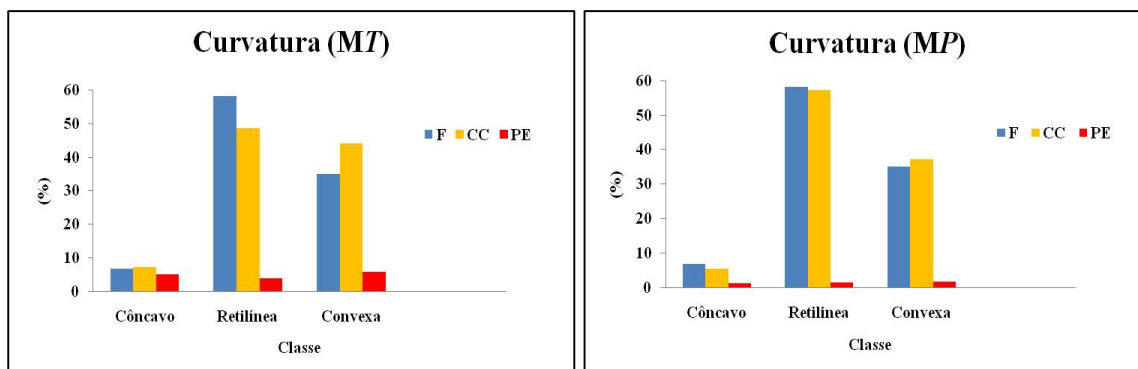 Curvatura (MT)
60
50
40
30
20
10
0
(%)
F CC PE
Côncavo Retilínea Convexa
Classe
Curvatura (MP)
60
50
40
30
20
10
0
(%)
F CC PE
Côncavo Retilinea Convexa
Classe